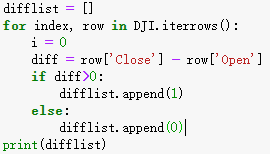 difflist = []
for index, row in DJI.iterrows():
    i = 0
    diff = row['Close'] - row['Open']
    if diff>0:
        difflist.append(1)
    else:
        difflist.append(0)
print(difflist)